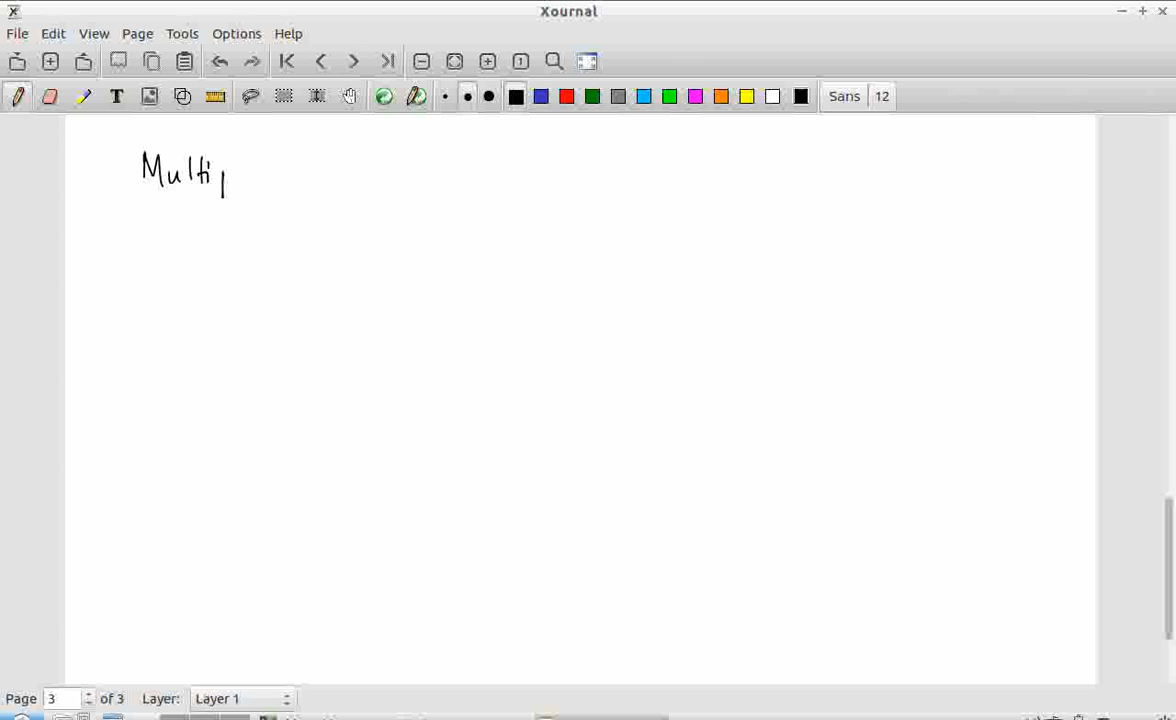 Xournal
File Edit View Page Tools Options Help
Sans 12
Multi
Page 3 of 3 Layer: Layer 1